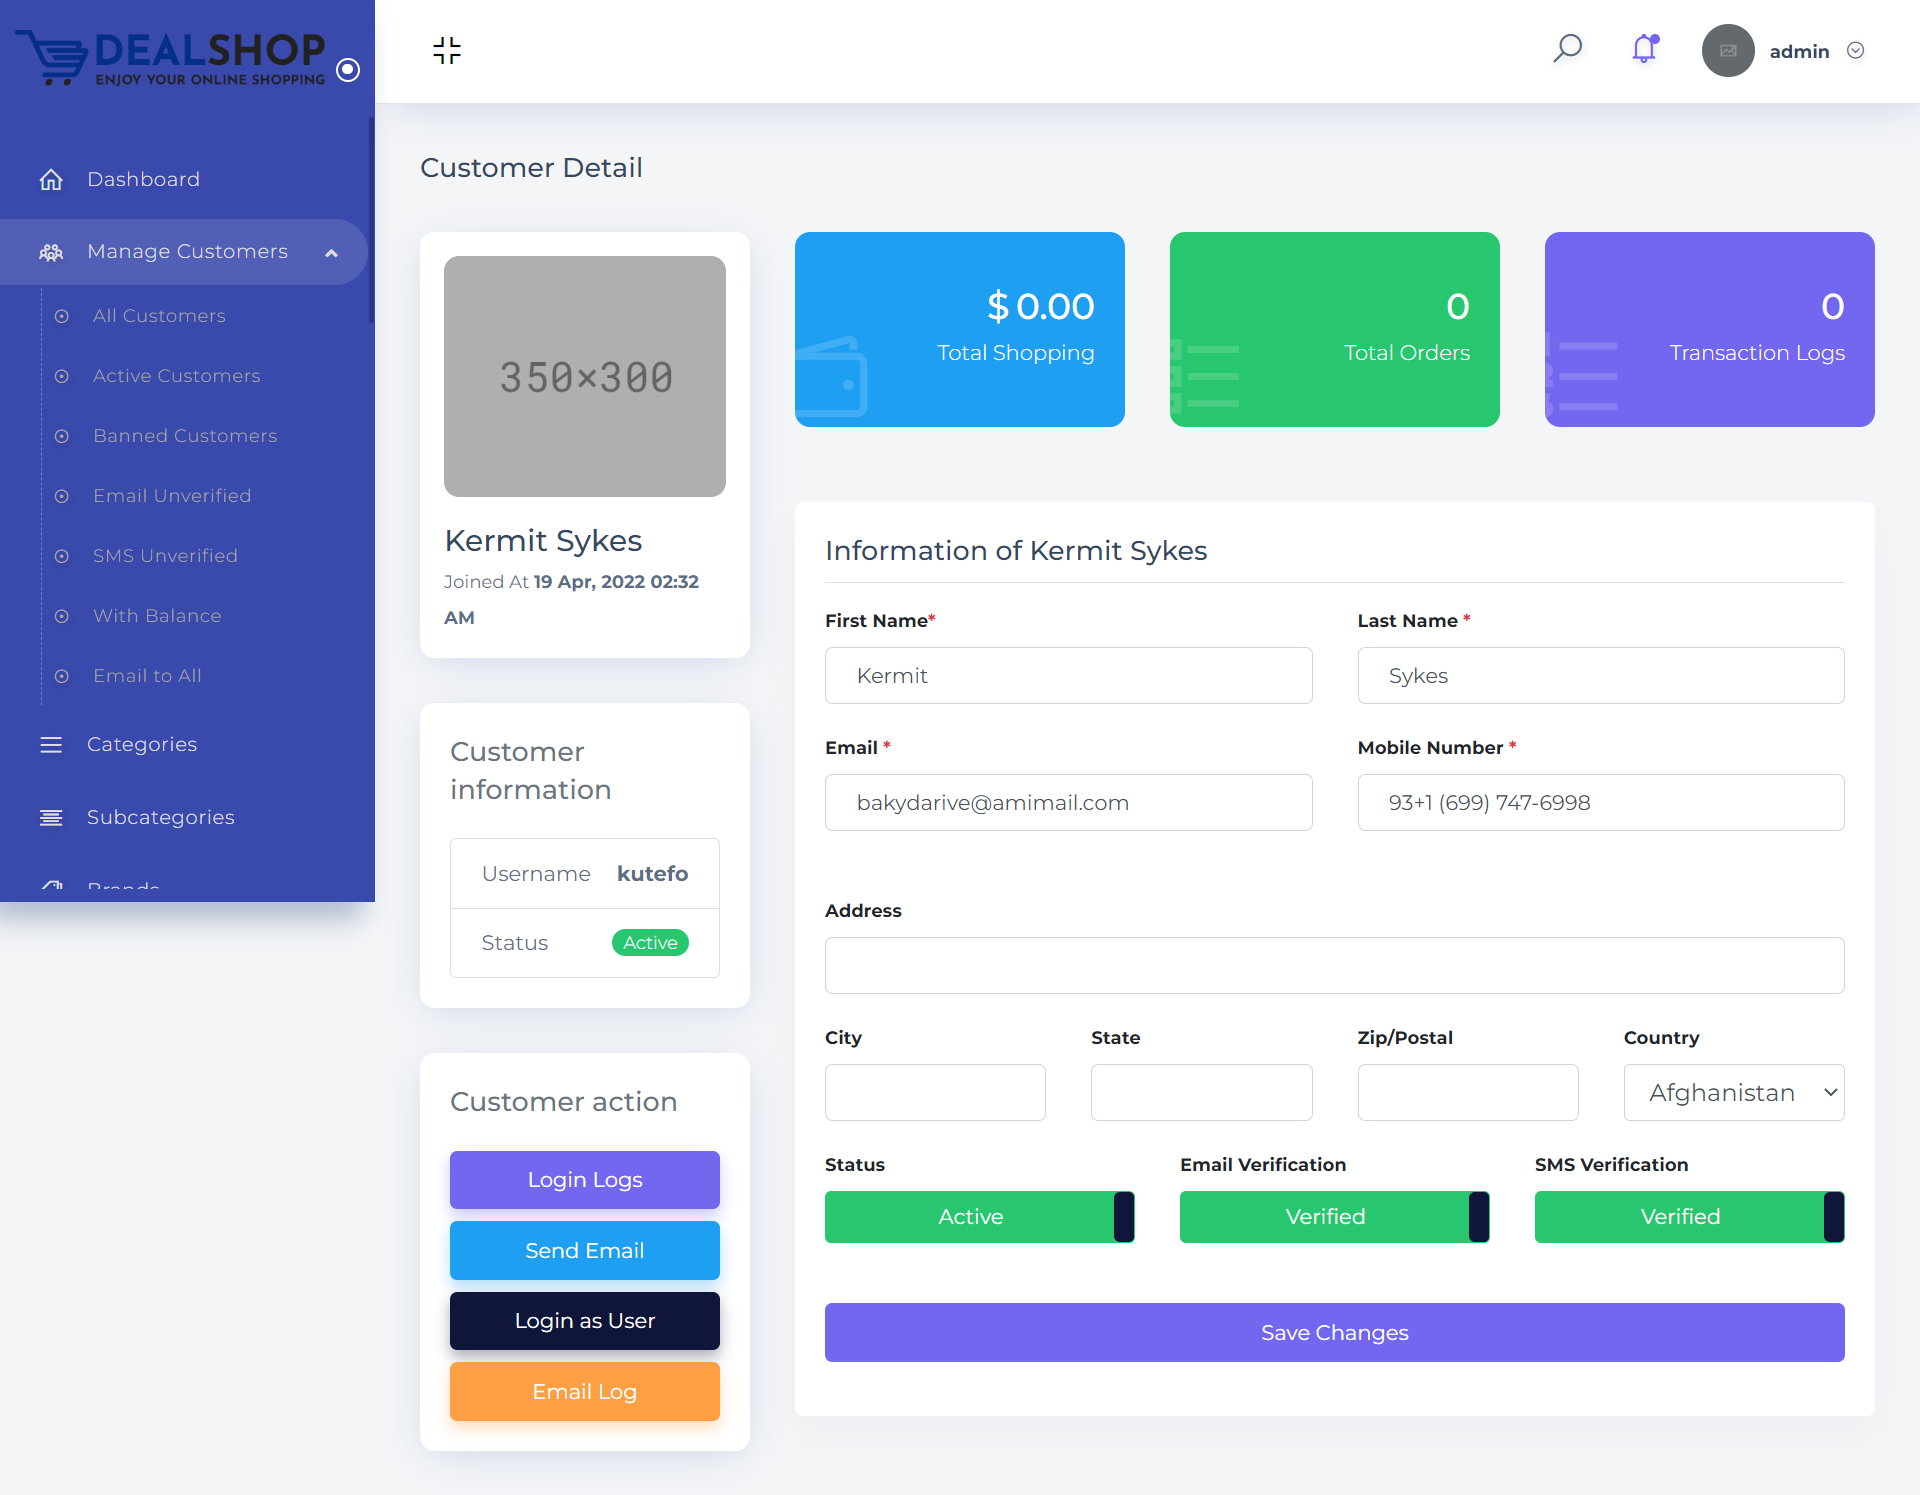 DEALSHOP
ENJOY YOUR ONLINE SHOPPING
admin
Dashboard
Manage Customers
All Customers
Active Customers
Banned Customers
Email Unverified
SMS Unverified
With Balance
Email to All
Categories
Subcategories
Brands
Customer Detail
350×300
Kermit Sykes
Joined At 19 Apr, 2022 02:32
AM
$ 0.00
Total Shopping
0
Total Orders
0
Transaction Logs
Customer
information
Username kutefo
Status Active
Customer action
Login Logs
Send Email
Login as User
Email Log
Information of Kermit Sykes
First Name* Last Name *
Kermit Sykes
Email * Mobile Number *
bakydarive@amimail.com 93+1 (699) 747-6998
Address
City State Zip/Postal Country
Afghanistan
Status Email Verification SMS Verification
Active Verified Verified
Save Changes